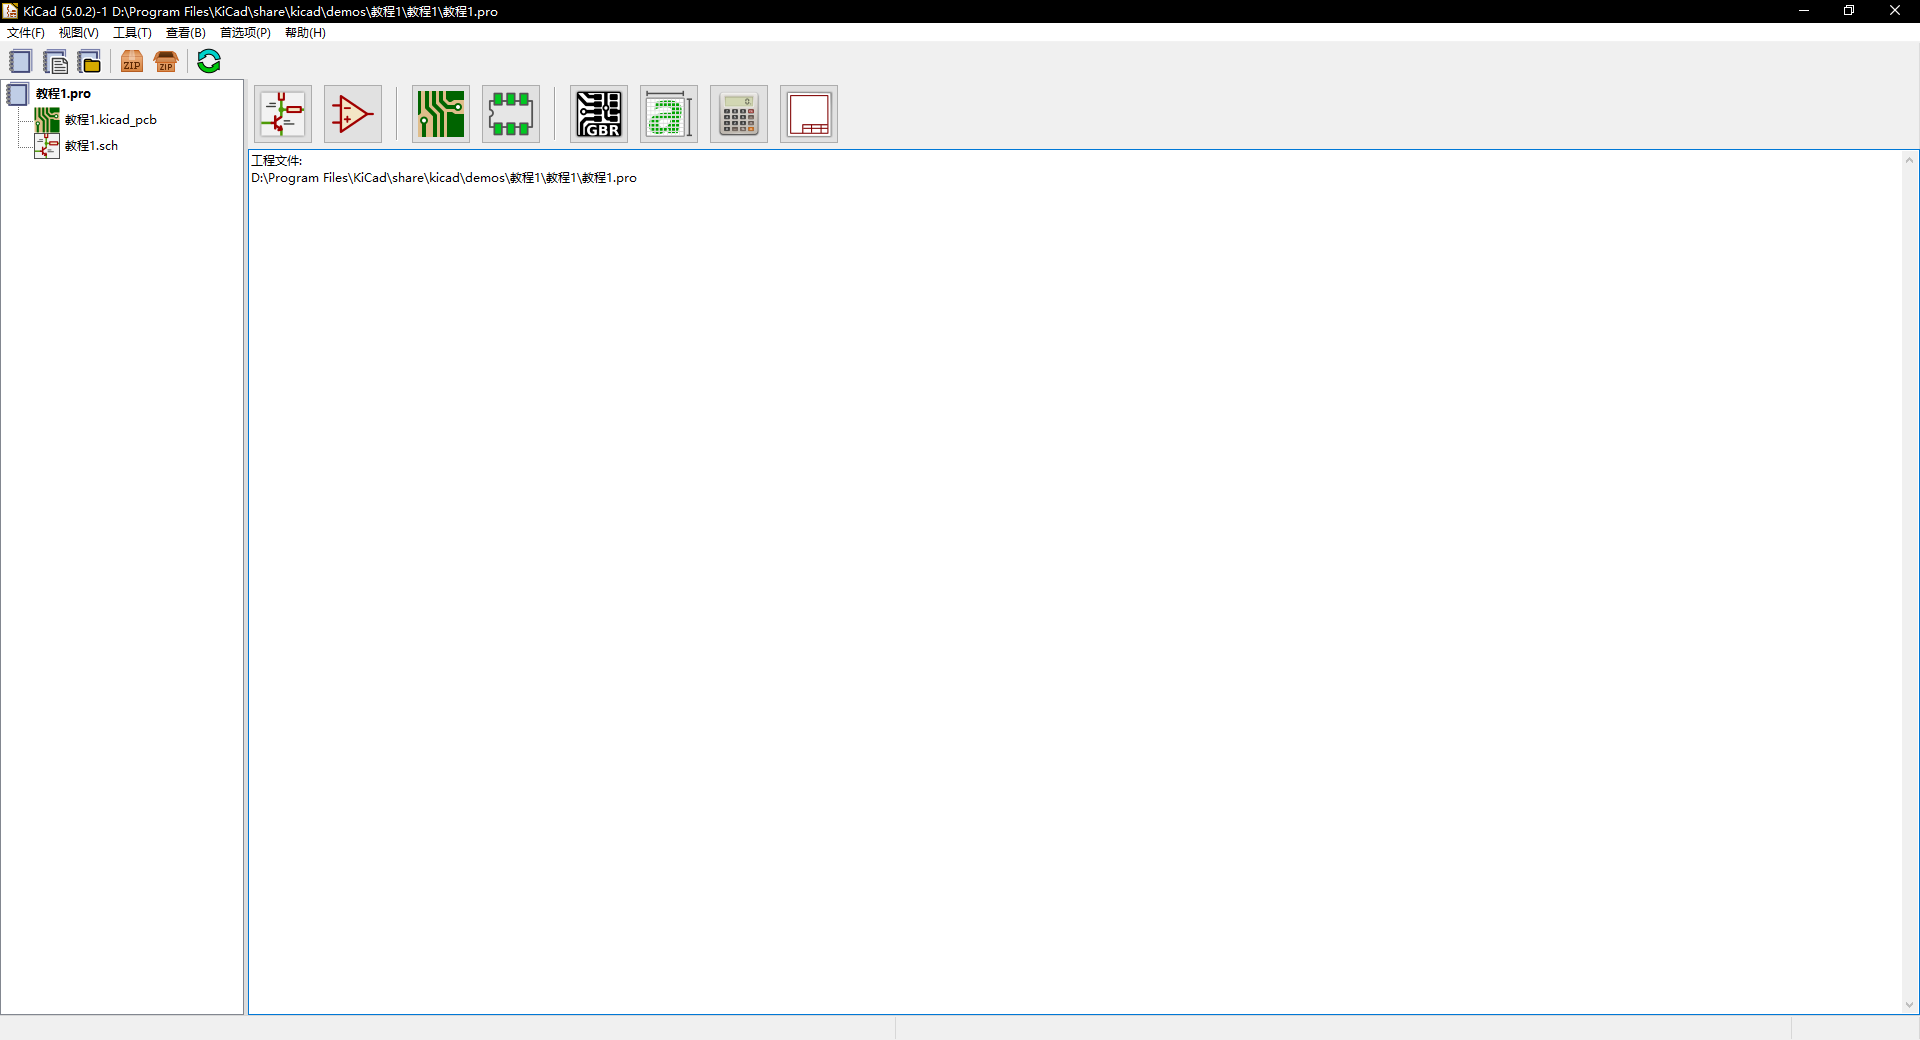 KiCad (5.0.2)-1 D:\Program Files\KiCad\share\kicad\demos\教程1\教程1\教程1.pro
文件(F) 视图(V) 工具(T) 查看(B) 首选项(P) 帮助(H)
ZIP ZIP
教程1.pro
教程1.kicad_pcb
教程1.sch
GBR a 0.
工程文件:
D:\Program Files\KiCad\share\kicad\demos\教程1\教程1\教程1.pro